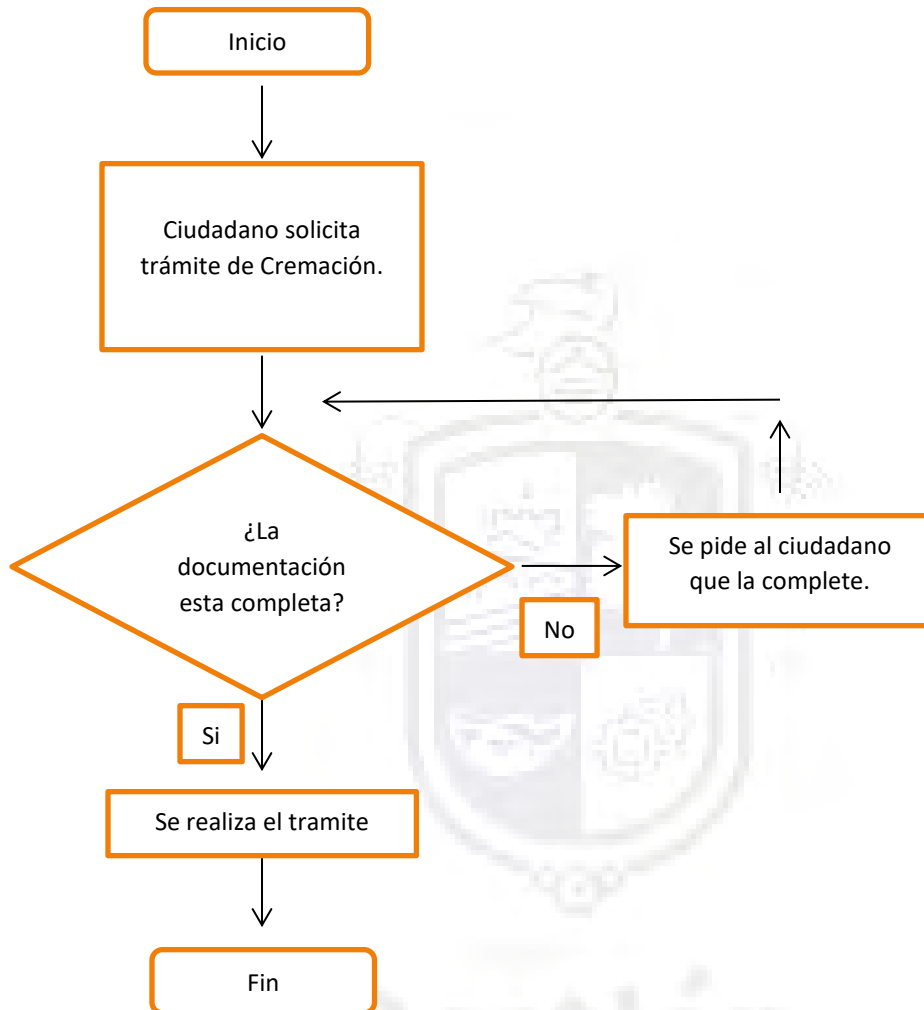 Inicio
Ciudadano solicita
trámite de Cremación.
¿La
documentación
esta completa?
Se pide al ciudadano
que la complete.
No
Si
Se realiza el tramite
Fin